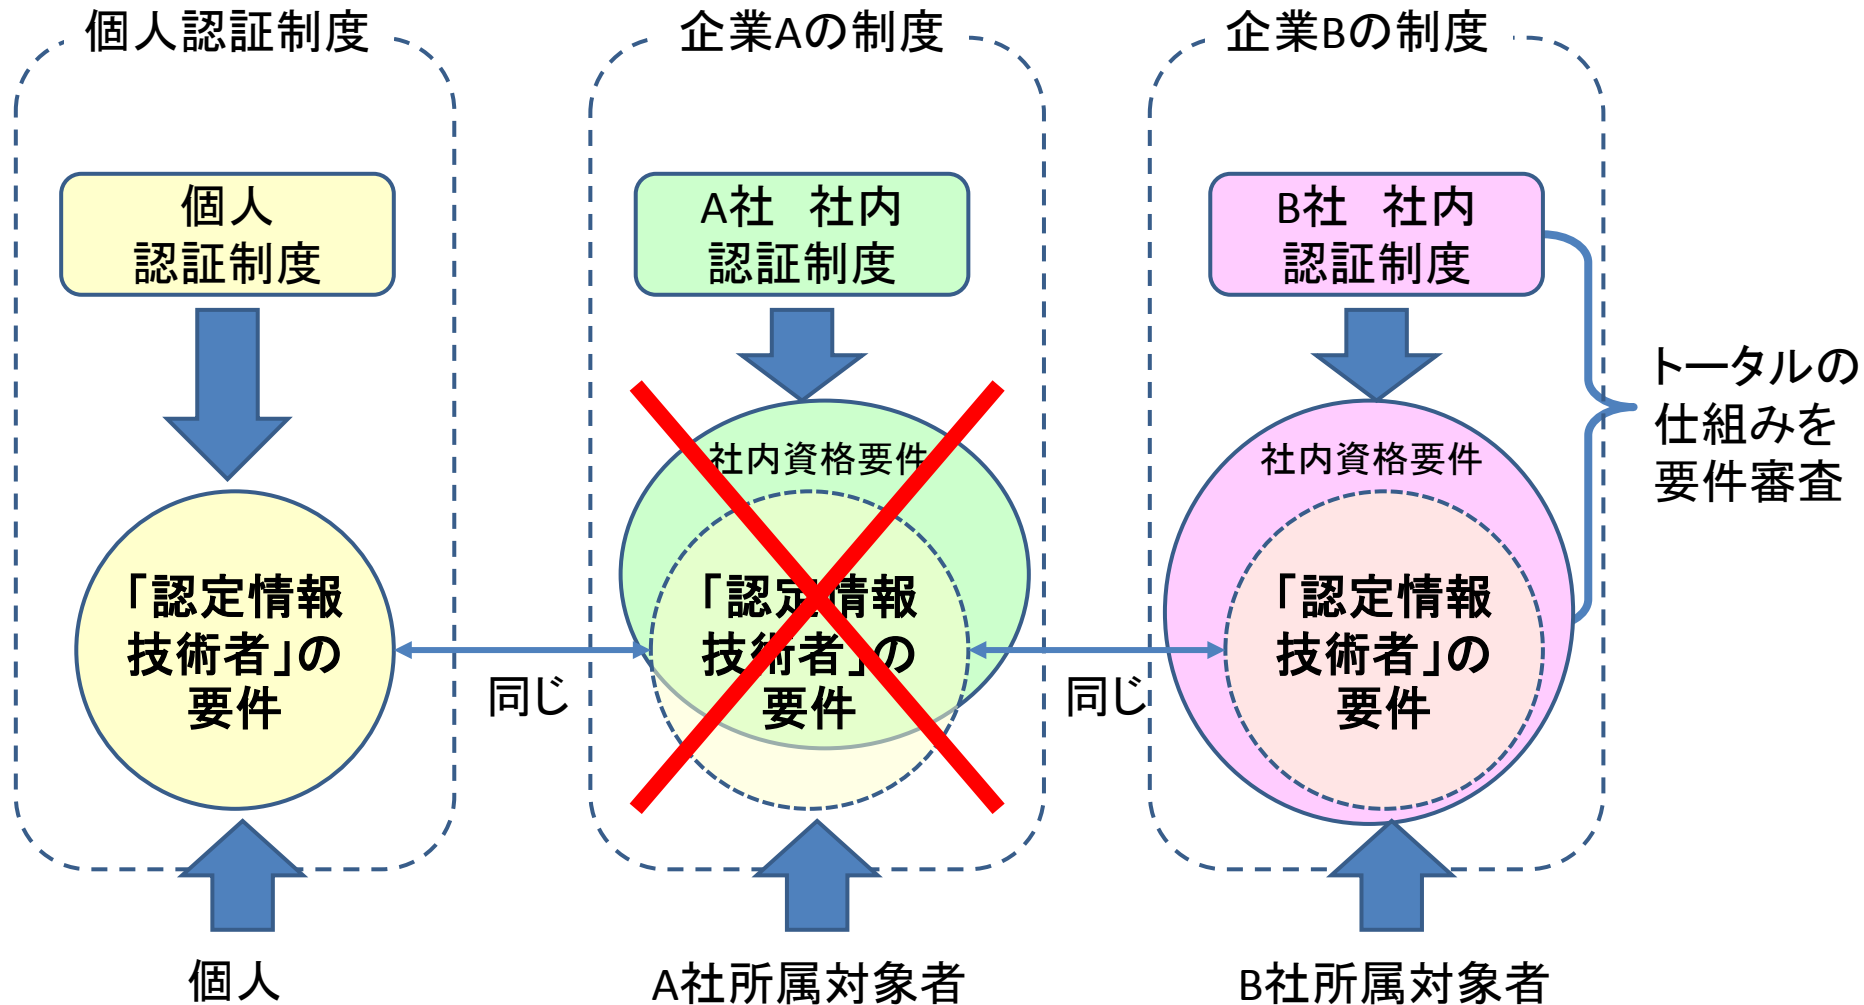 個人認証制度
企業Aの制度
企業Bの制度
個人
認証制度
A社　社内
認証制度
B社　社内
認証制度
トータルの
仕組みを
要件審査
社内資格要件
社内資格要件
「認定情報
技術者」の
要件
「認定情報
技術者」の
要件
「認定情報
技術者」の
要件
同じ
同じ
個人
A社所属対象者
B社所属対象者